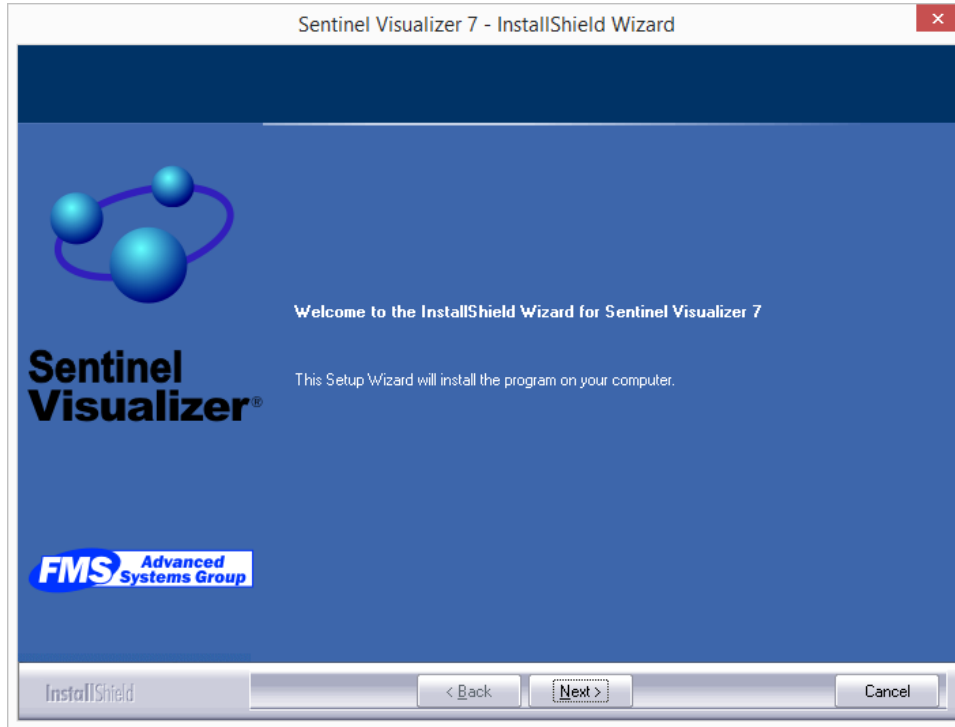 Sentinel Visualizer 7 - InstallShield Wizard
Welcome to the InstallShield Wizard for Sentinel Visualizer 7
Sentinel
Visualizer®
This Setup Wizard will install the program on your computer.
FMS Advanced
Systems Group
InstallShield
< Back
Next >
Cancel